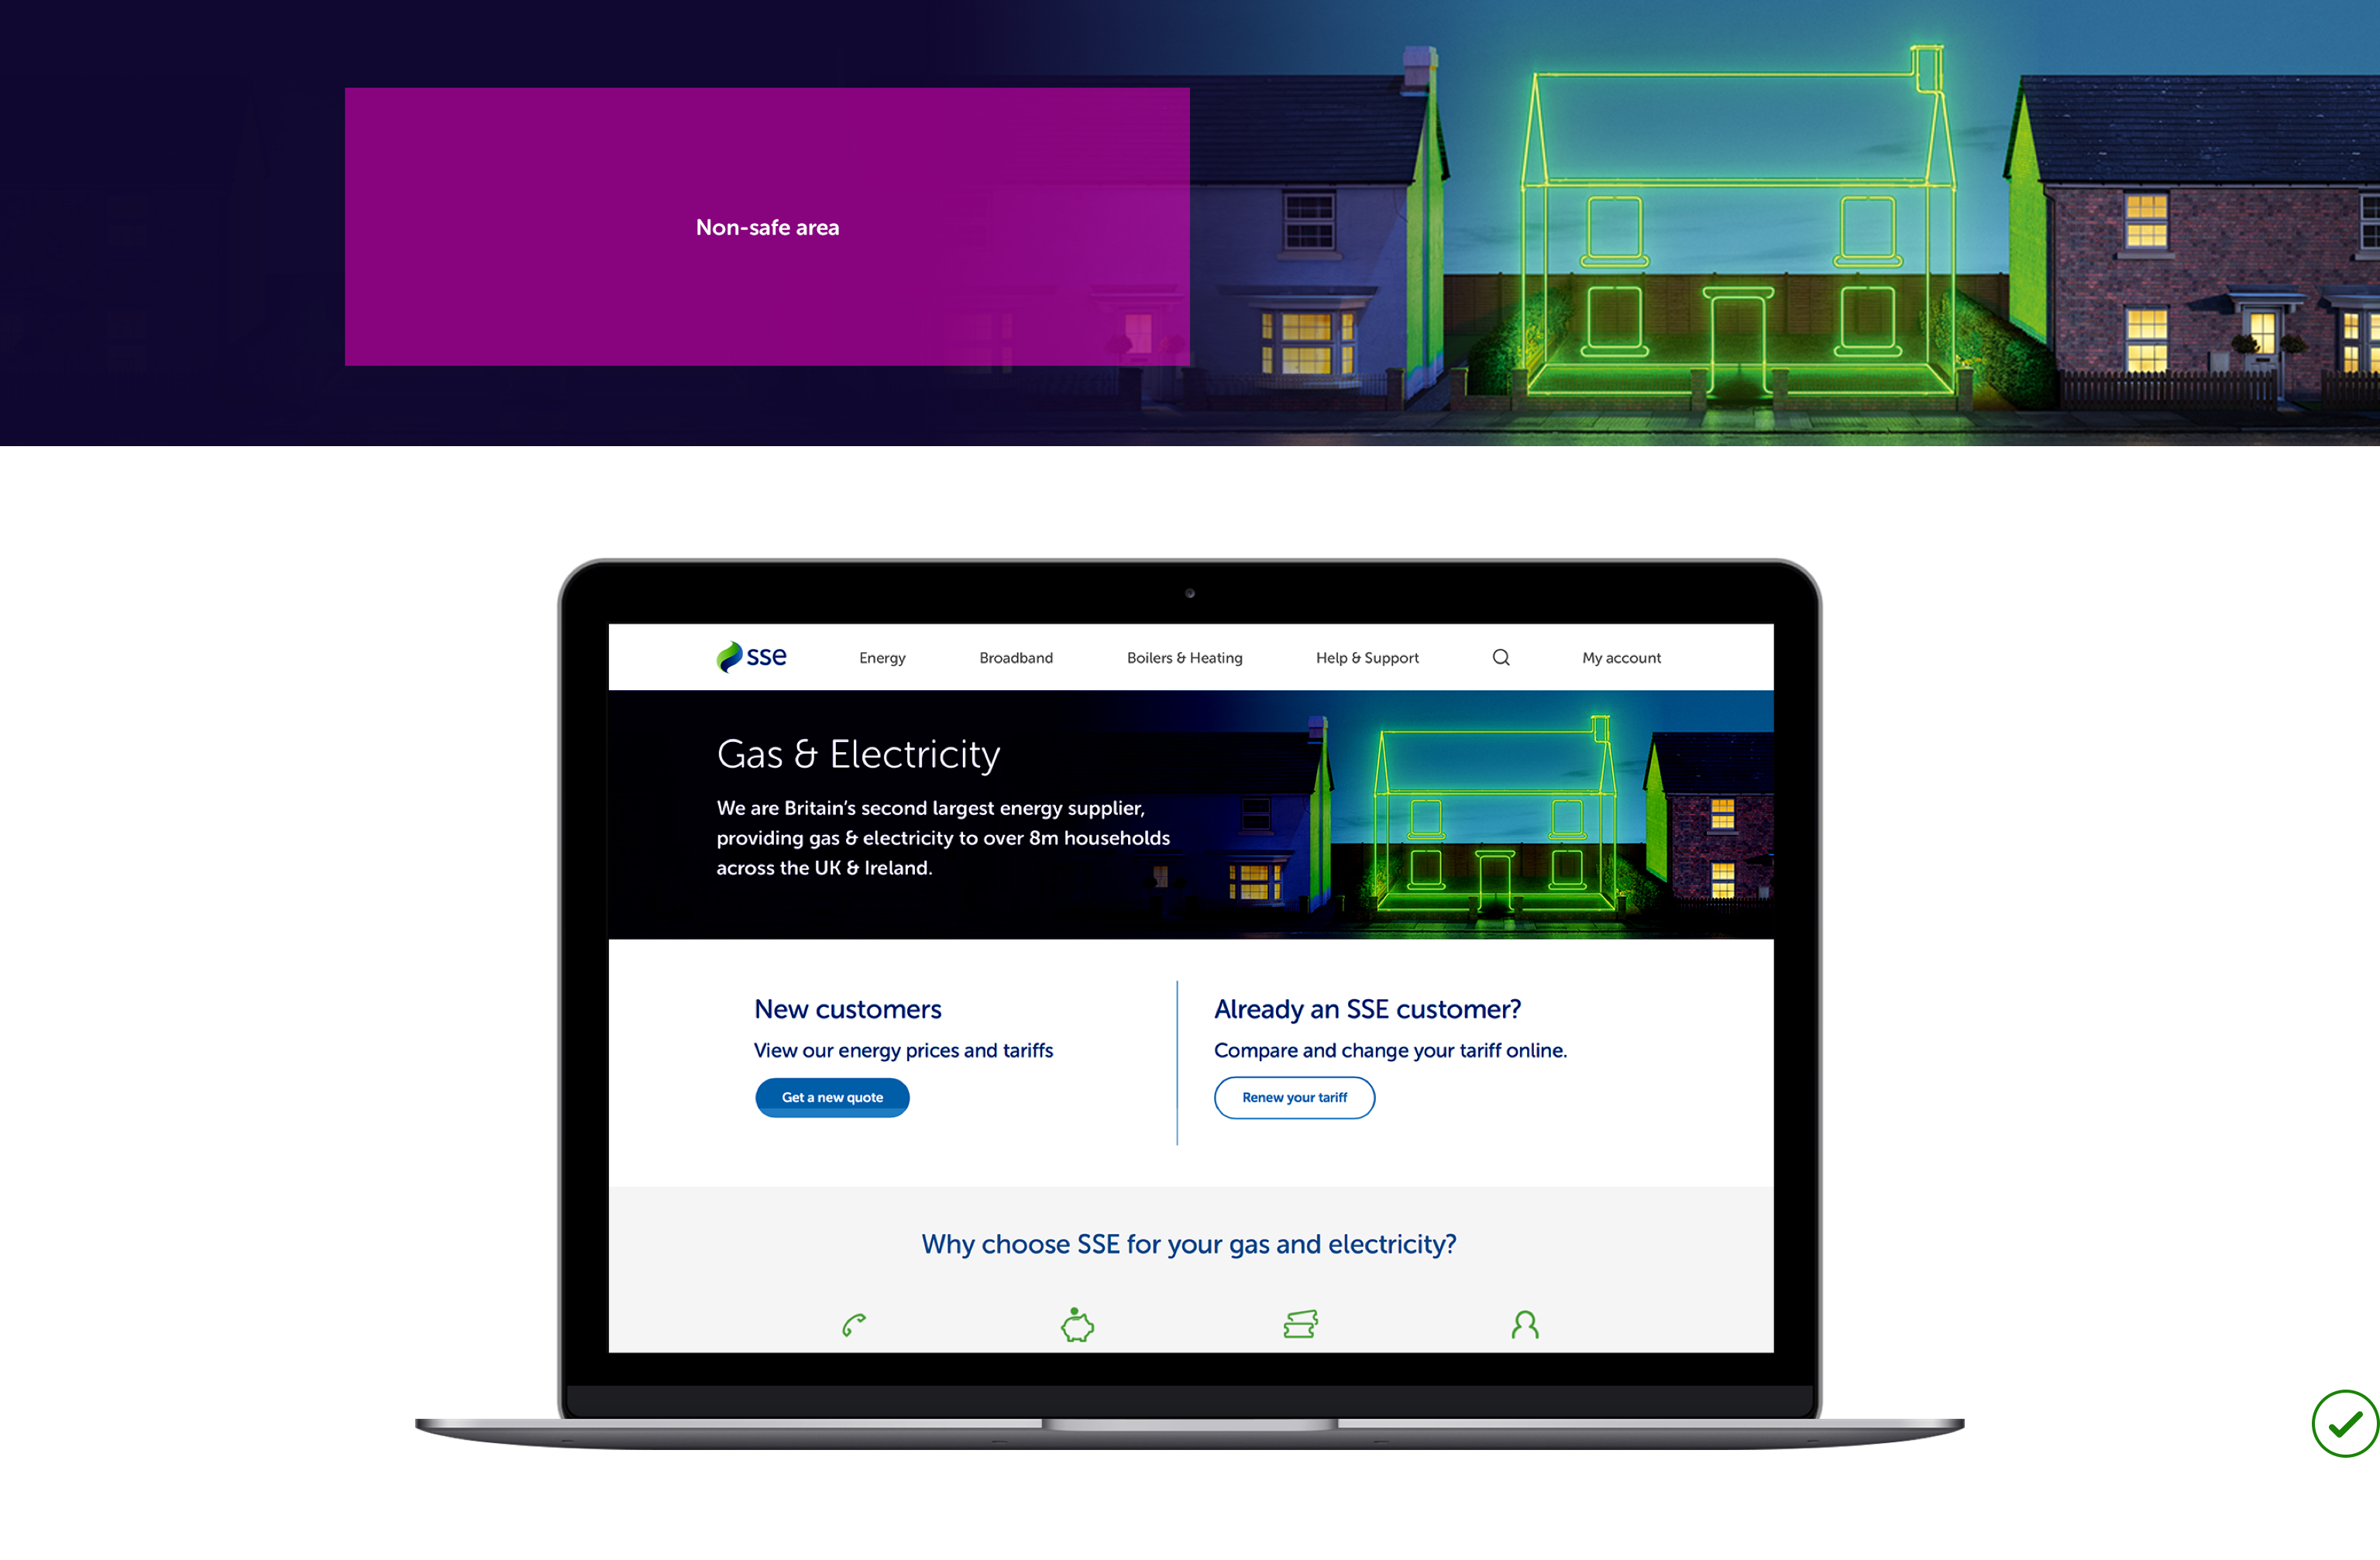 Non-safe area
sse
Energy
Broadband
Boilers & Heating
Help & Support
My account
Gas & Electricity
We are Britain’s second largest energy supplier,
providing gas & electricity to over 8m households
across the UK & Ireland.
New customers
View our energy prices and tariffs
Get a new quote
Already an SSE customer?
Compare and change your tariff online.
Renew your tariff
Why choose SSE for your gas and electricity?